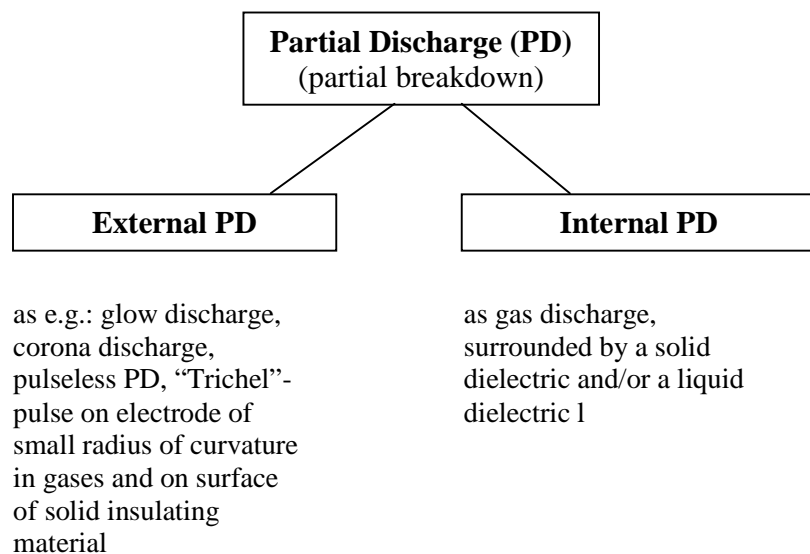 Partial Discharge (PD)
(partial breakdown)
External PD
Internal PD
as e.g.: glow discharge,
corona discharge,
pulseless PD, “Trichel”-
pulse on electrode of
small radius of curvature
in gases and on surface
of solid insulating
material
as gas discharge,
surrounded by a solid
dielectric and/or a liquid
dielectric l